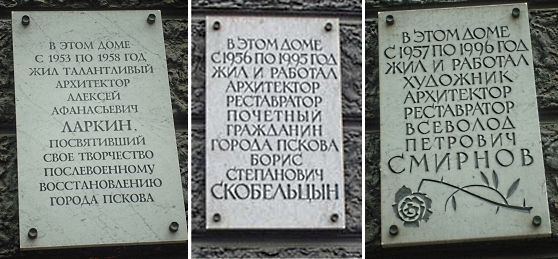 В ЭТОМ ДОМЕ
С 1953 ПО 1958 ГОД
ЖИЛ ТАЛАНТЛИВЫЙ
АРХИТЕКТОР
АЛЕКСЕЙ
АФАНАСЬЕВИЧ
ЛАРКИН,
ПОСВЯТИВШИЙ
СВОЕ ТВОРЧЕСТВО
ПОСЛЕВОЕННОМУ
ВОССТАНОВЛЕНИЮ
ГОРОДА ПСКОВА
В ЭТОМ ДОМЕ
С 1956 ПО 1995 ГОД
ЖИЛ И РАБОТАЛ
АРХИТЕКТОР
РЕСТАВРАТОР
ПОЧЕТНЫЙ
ГРАЖДАНИН
ГОРОДА ПСКОВА
БОРИС
СТЕПАНОВИЧ
СКОБЕЛЬЦЫН
В ЭТОМ ДОМЕ
С 1957 ПО 1996 ГОД
ЖИЛ И РАБОТАЛ
ХУДОЖНИК
АРХИТЕКТОР
РЕСТАВРАТОР
ВСЕВОЛОД
ПЕТРОВИЧ
СМИРНОВ